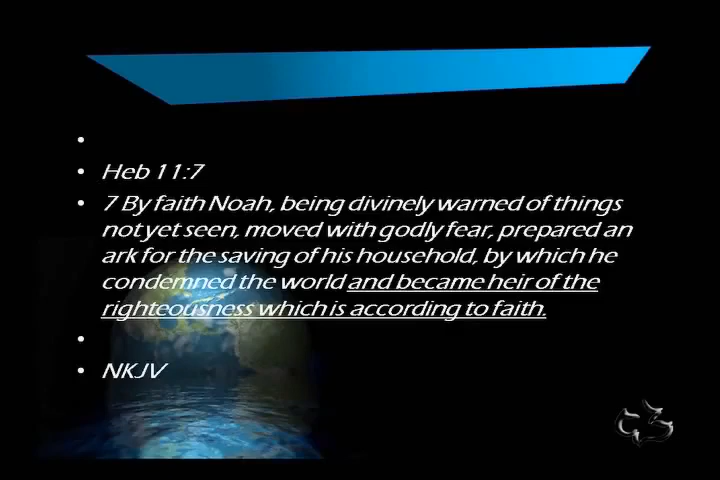 Heb 11:7
7 By faith Noah, being divinely warned of things
not yet seen, moved with godly fear, prepared an
ark for the saving of his household, by which he
condemned the world and became heir of the
righteousness which is according to faith.
NKJV